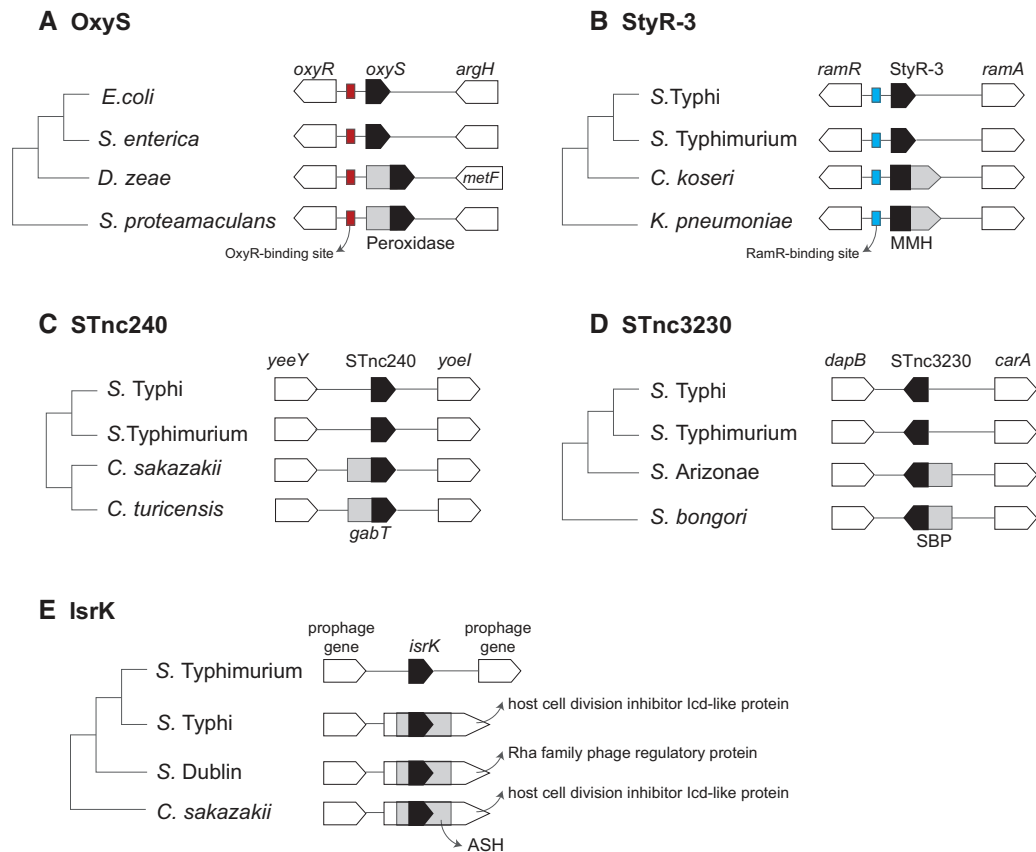 A OxyS
oxyR oxyS argH
E.coli
S. enterica
D. zeae
metF
S. proteamaculans
Peroxidase
OxyR-binding site
B StyR-3
ramR StyR-3 ramA
S.Typhi
S. Typhimurium
C. koseri
K. pneumoniae
MMH
RamR-binding site
C STnc240
yeeY STnc240 yoeI
S. Typhi
S.Typhimurium
C. sakazakii
C. turicensis
gabT
D STnc3230
dapB STnc3230 carA
S. Typhi
S. Typhimurium
S. Arizonae
S. bongori
SBP
E IsrK
prophage gene
isrK
prophage gene
S. Typhimurium
S. Typhi
host cell division inhibitor Icd-like protein
S. Dublin
Rha family phage regulatory protein
C. sakazakii
host cell division inhibitor Icd-like protein
ASH